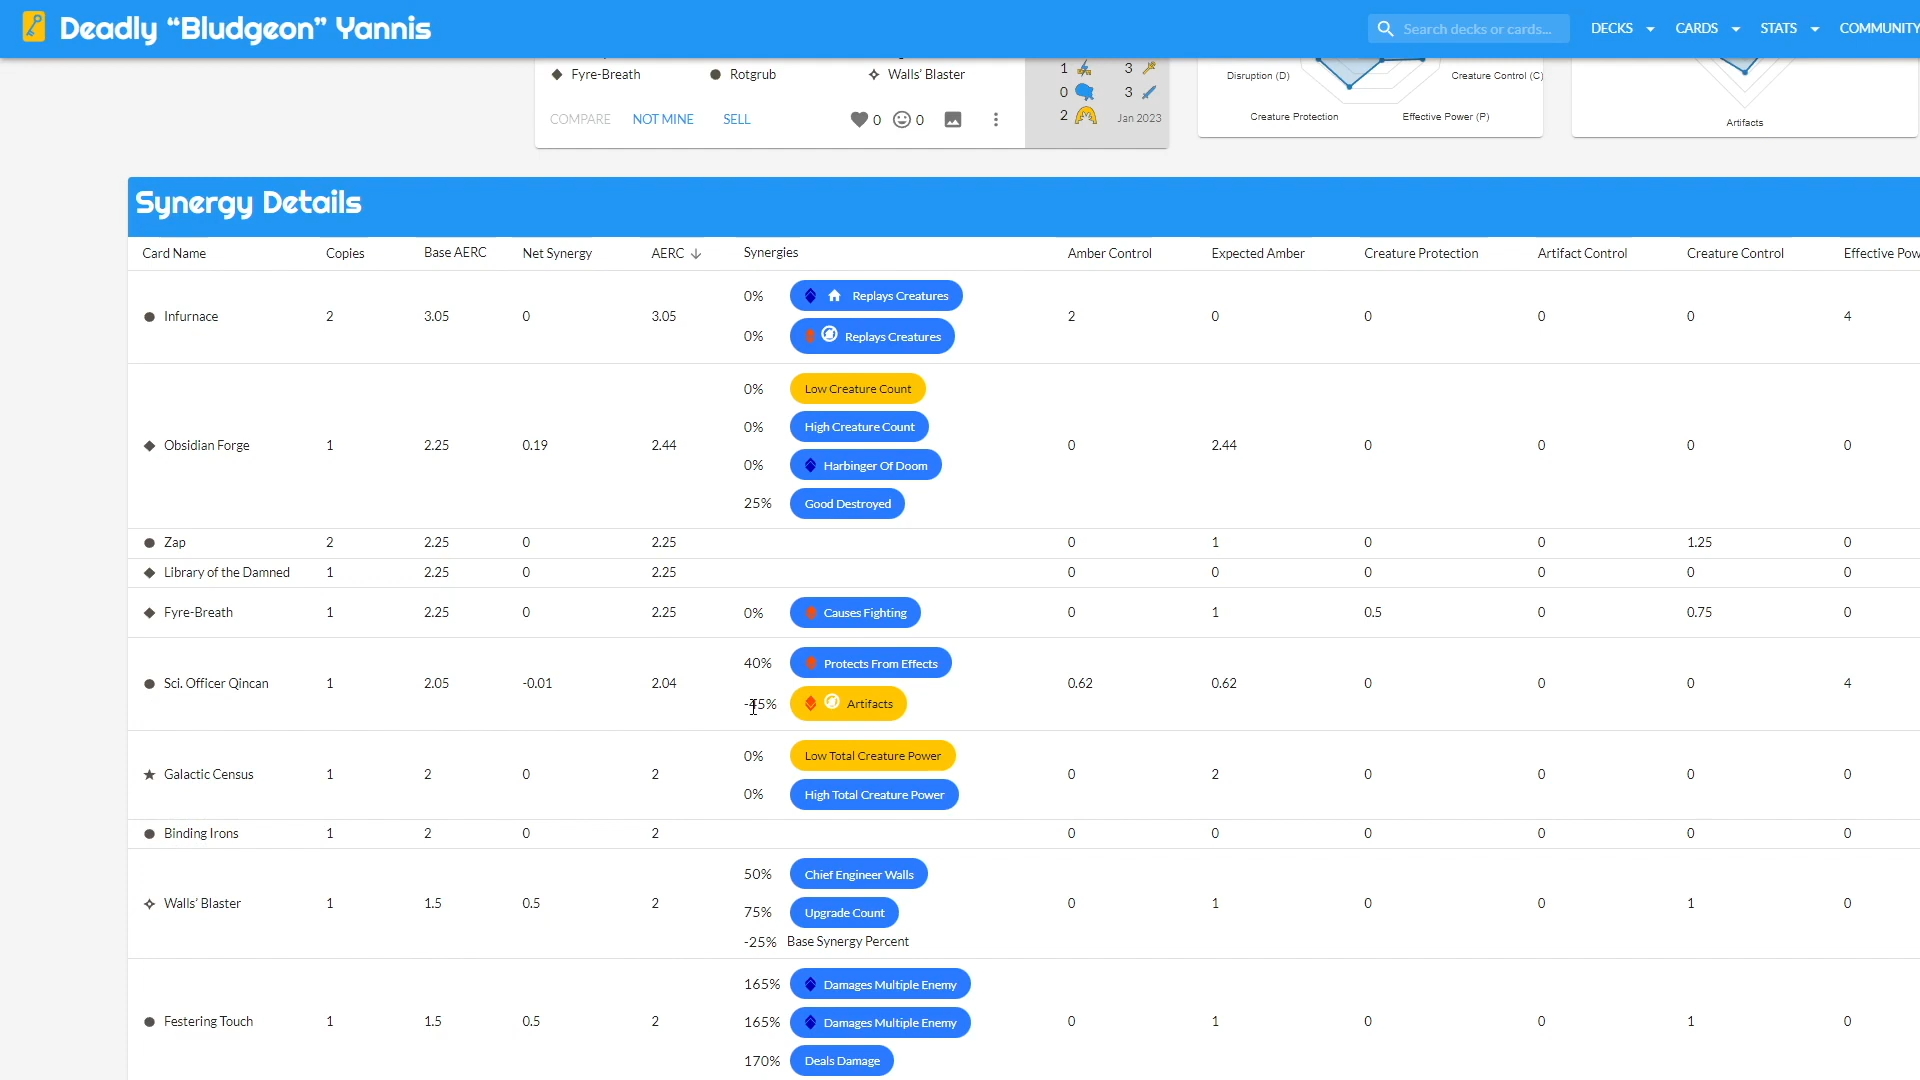 Deadly “Bludgeon” Yannis
Search decks or cards...
DECKS
CARDS
STATS
COMMUNITY
Fyre-Breath
Rotgrub
Walls’ Blaster
COMPARE
NOT MINE
SELL
0
0
1
3
0
3
2
Jan 2023
Disruption (D)
Creature Control (C)
Creature Protection
Effective Power (P)
Artifacts
Synergy Details
Card Name Copies Base AERC Net Synergy AERC Synergies Amber Control Expected Amber Creature Protection Artifact Control Creature Control Effective Pow
Infurnace 2 3.05 0 3.05 2 0 0 0 0 4
0% Replays Creatures
0% Replays Creatures
Obsidian Forge 1 2.25 0.19 2.44 0 2.44 0 0 0 0
0% Low Creature Count
0% High Creature Count
0% Harbinger Of Doom
25% Good Destroyed
Zap 2 2.25 0 2.25 0 1 0 0 1.25 0
Library of the Damned 1 2.25 0 2.25 0 0 0 0 0 0
Fyre-Breath 1 2.25 0 2.25 0% Causes Fighting 0 1 0.5 0 0.75 0
Sci. Officer Qincan 1 2.05 -0.01 2.04 0.62 0.62 0 0 0 4
40% Protects From Effects
-45% Artifacts
Galactic Census 1 2 0 2 0 2 0 0 0 0
0% Low Total Creature Power
0% High Total Creature Power
Binding Irons 1 2 0 2 0 0 0 0 0 0
Walls’ Blaster 1 1.5 0.5 2 0 1 0 0 1 0
50% Chief Engineer Walls
75% Upgrade Count
-25% Base Synergy Percent
Festering Touch 1 1.5 0.5 2 0 1 0 0 1 0
165% Damages Multiple Enemy
165% Damages Multiple Enemy
170% Deals Damage